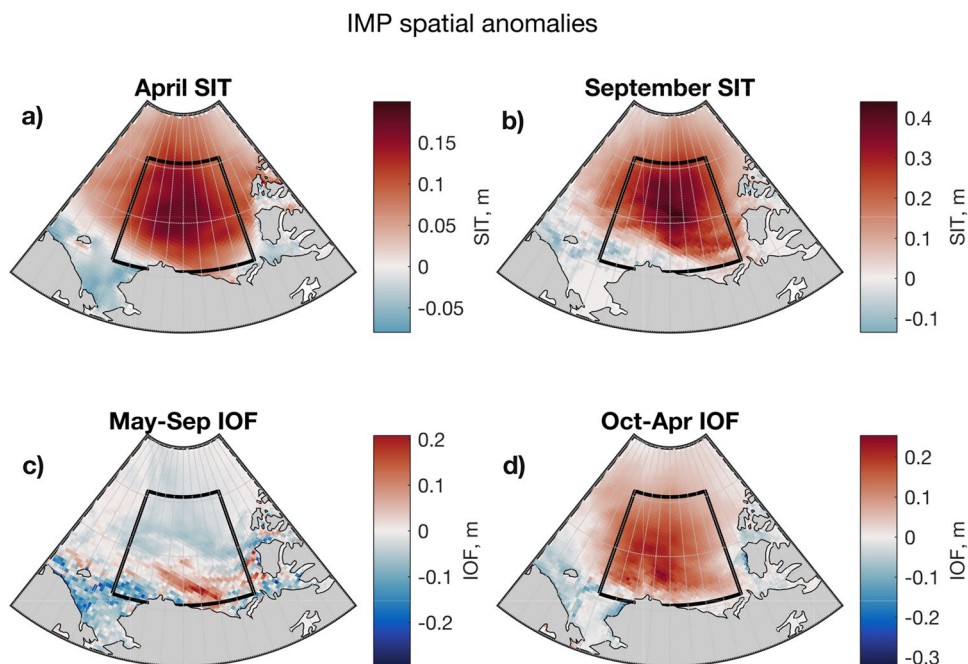 IMP spatial anomalies
April SIT
a)
0.15
0.1
0.05
0
-0.05
SIT, m
September SIT
b)
0.4
0.3
0.2
0.1
0
-0.1
SIT, m
May-Sep IOF
c)
0.2
0.1
0
-0.1
-0.2
IOF, m
Oct-Apr IOF
d)
0.2
0.1
0
-0.1
-0.2
-0.3
IOF, m